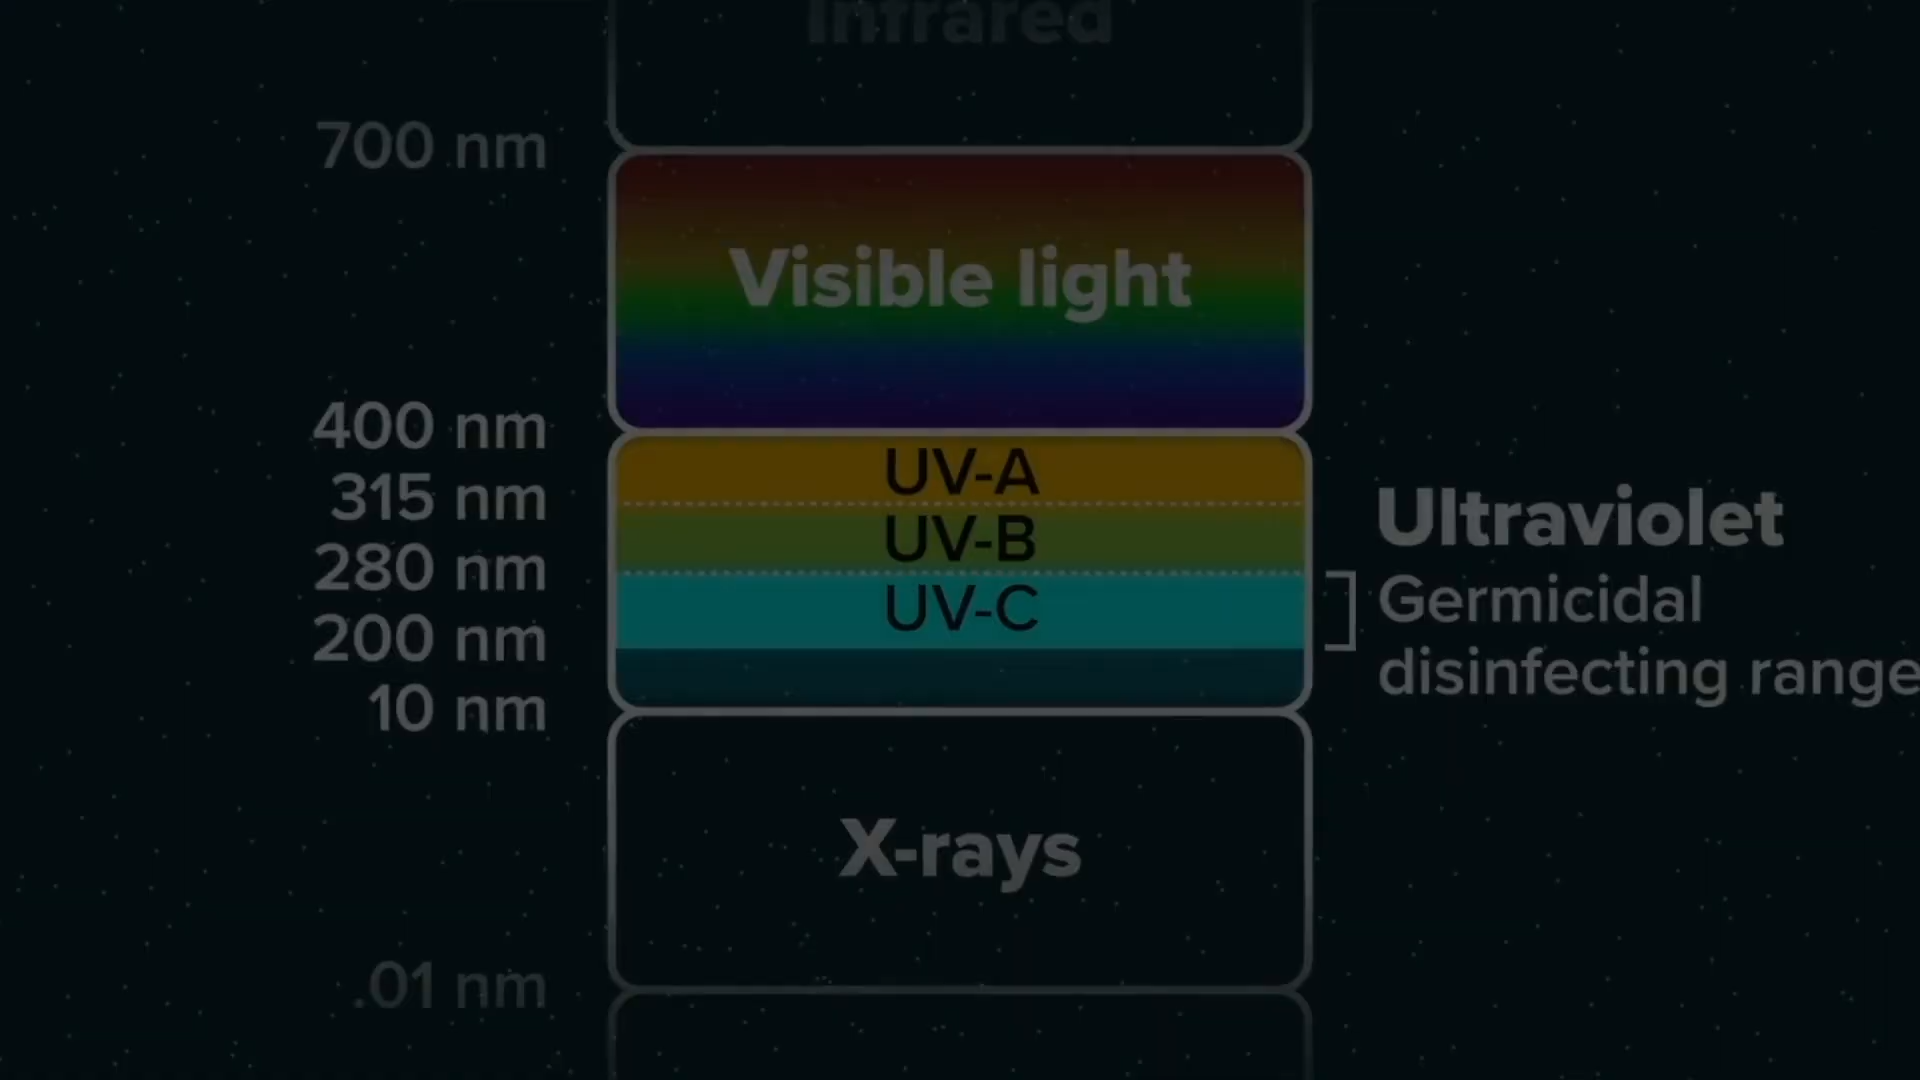 Infrared
700 nm
Visible light
400 nm
UV-A
315 nm
UV-B
280 nm
UV-C
200 nm
10 nm
Ultraviolet
Germicidal
disinfecting range
X-rays
.01 nm